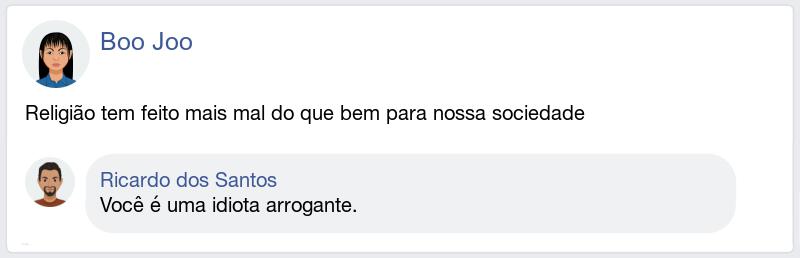 Boo Joo
Religião tem feito mais mal do que bem para nossa sociedade
Ricardo dos Santos
Você é uma idiota arrogante.